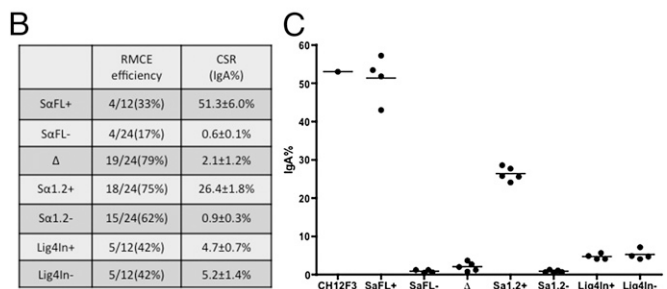 B
RMCE efficiency
CSR (IgA%)
SαFL+ 4/12(33%) 51.3±6.0%
SαFL- 4/24(17%) 0.6±0.1%
Δ 19/24(79%) 2.1±1.2%
Sα1.2+ 18/24(75%) 26.4±1.8%
Sα1.2- 15/24(62%) 0.9±0.3%
Lig4In+ 5/12(42%) 4.7±0.7%
Lig4In- 5/12(42%) 5.2±1.4%
C
IgA%
60
50
40
30
20
10
0
CH12F3 SaFL+ SaFL- Δ Sa1.2+ Sa1.2- Lig4In+ Lig4In-